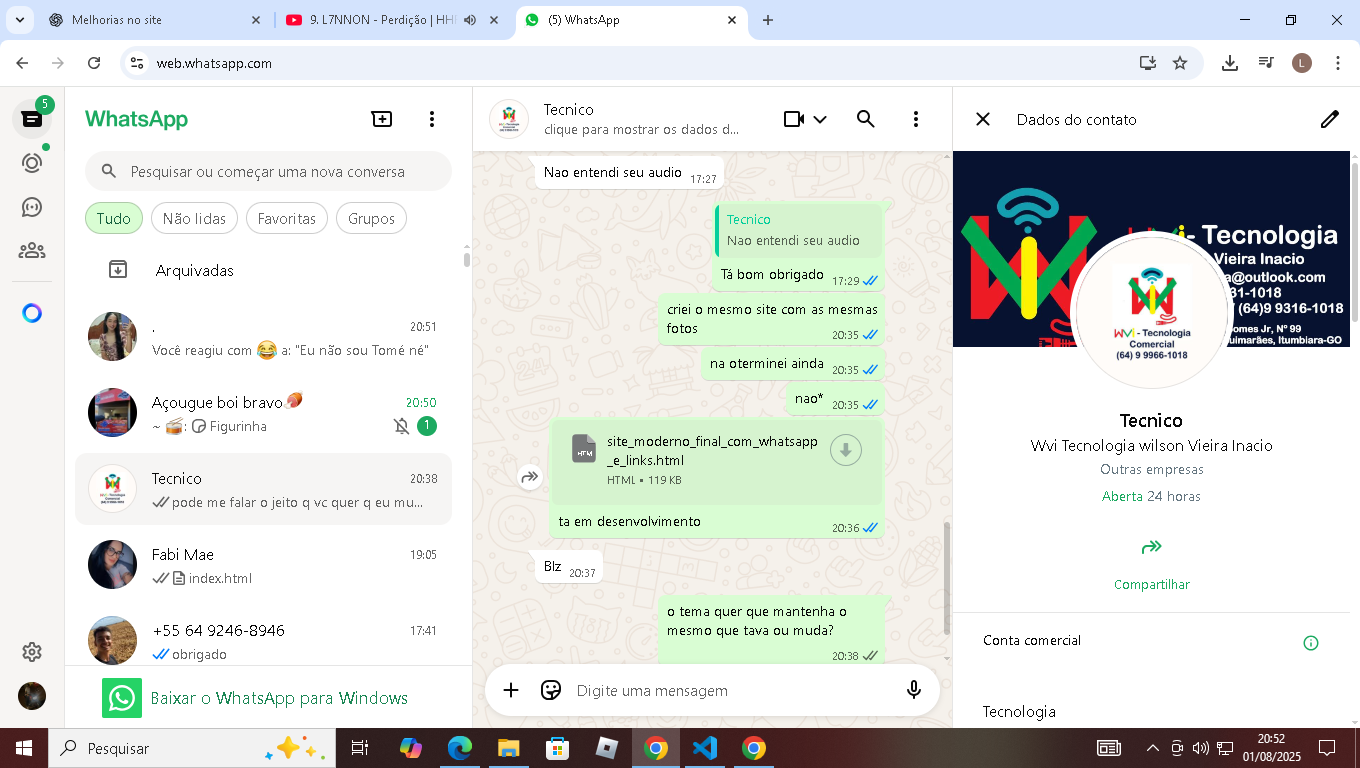 Melhorias no site
9. L7NNON - Perdição | HH
(5) WhatsApp
web.whatsapp.com
L
5
WhatsApp
Pesquisar ou começar uma nova conversa
Tudo
Não lidas
Favoritas
Grupos
Arquivadas
.
20:51
Você reagiu com 😂 a: "Eu não sou Tomé né"
Açougue boi bravo🍖
20:50
~ 🥁: Figurinha
1
Tecnico
20:38
pode me falar o jeito q vc quer q eu mu...
Fabi Mae
19:05
index.html
+55 64 9246-8946
17:41
obrigado
Baixar o WhatsApp para Windows
Tecnico
clique para mostrar os dados d...
Nao entendi seu audio 17:27
Tecnico
Nao entendi seu audio
Tá bom obrigado 17:29
criei o mesmo site com as mesmas
fotos
20:35
na oterminei ainda 20:35
nao* 20:35
site_moderno_final_com_whatsapp
_e_links.html
HTM
HTML • 119 KB
ta em desenvolvimento
20:36
Blz 20:37
o tema quer que mantenha o
mesmo que tava ou muda?
20:38
Digite uma mensagem
Dados do contato
- Tecnologia
Vieira Inacio
a@outlook.com
31-1018
/ (64)9 9316-1018
omes Jr, Nº 99
uimarães, Itumbiara-GO
WVi - Tecnologia
Comercial
(64) 9 9966-1018
Tecnico
Wvi Tecnologia wilson Vieira Inacio
Outras empresas
Aberta 24 horas
Compartilhar
Conta comercial
Tecnologia
Pesquisar
20:52
01/08/2025